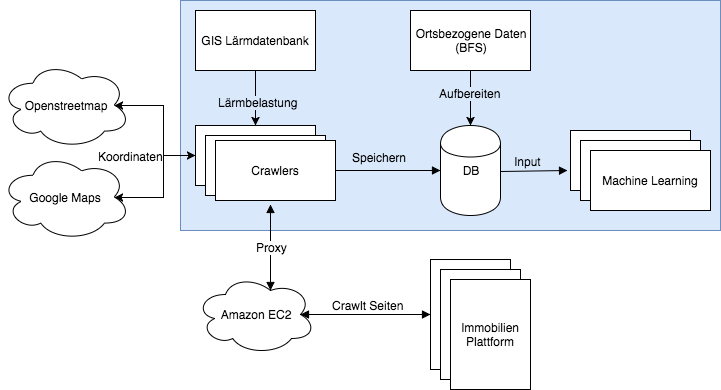 GIS Lärmdatenbank
Ortsbezogene Daten
(BFS)
Openstreetmap
Lärmbelastung
Aufbereiten
Koordinaten
Google Maps
Crawlers
Speichern
DB
Input
Machine Learning
Proxy
Amazon EC2
Crawlt Seiten
Immobilien
Plattform